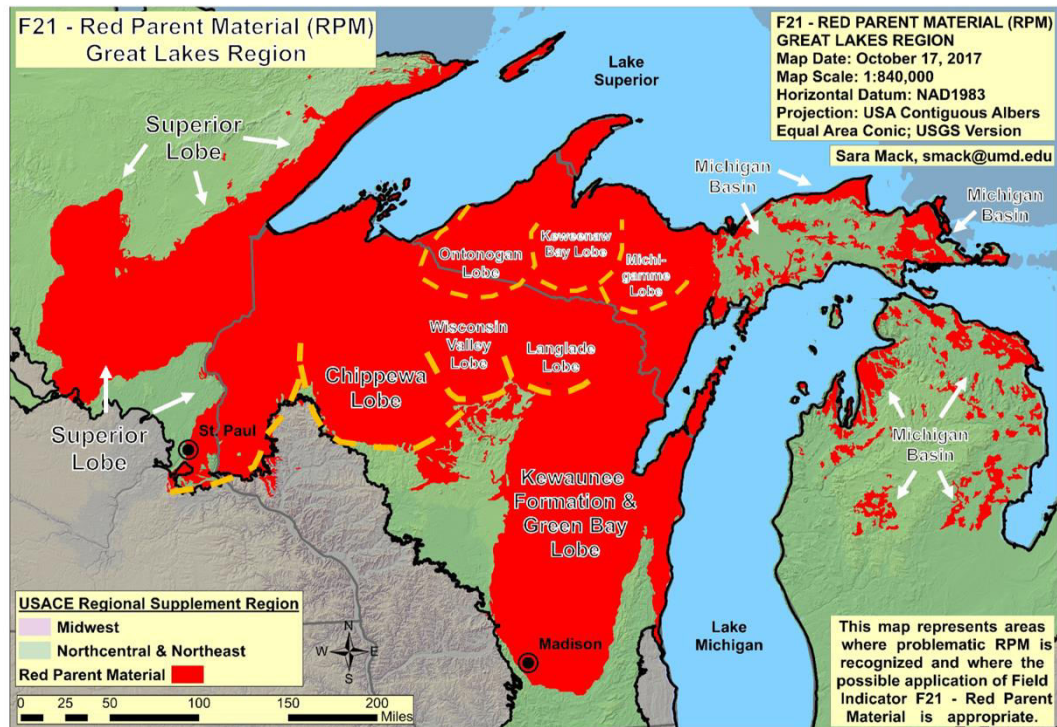 F21 - Red Parent Material (RPM)
Great Lakes Region
F21 - RED PARENT MATERIAL (RPM)
GREAT LAKES REGION
Map Date: October 17, 2017
Map Scale: 1:840,000
Horizontal Datum: NAD1983
Projection: USA Contiguous Albers
Equal Area Conic; USGS Version
Sara Mack, smack@umd.edu
Lake
Superior
Superior
Lobe
Michigan
Basin
Michigan
Basin
Ontonogan
Lobe
Keweenaw
Bay Lobe
Michi-
gamme
Lobe
Wisconsin
Valley
Lobe
Langlade
Lobe
Chippewa
Lobe
Superior
Lobe
St. Paul
Michigan
Basin
Kewaunee
Formation &
Green Bay
Lobe
Madison
Lake
Michigan
USACE Regional Supplement Region
Midwest
Northcentral & Northeast
Red Parent Material
N
W E
S
0 25 50 100 150 200
Miles
This map represents areas
where problematic RPM is
recognized and where the
possible application of Field
Indicator F21 - Red Parent
Material is appropriate.